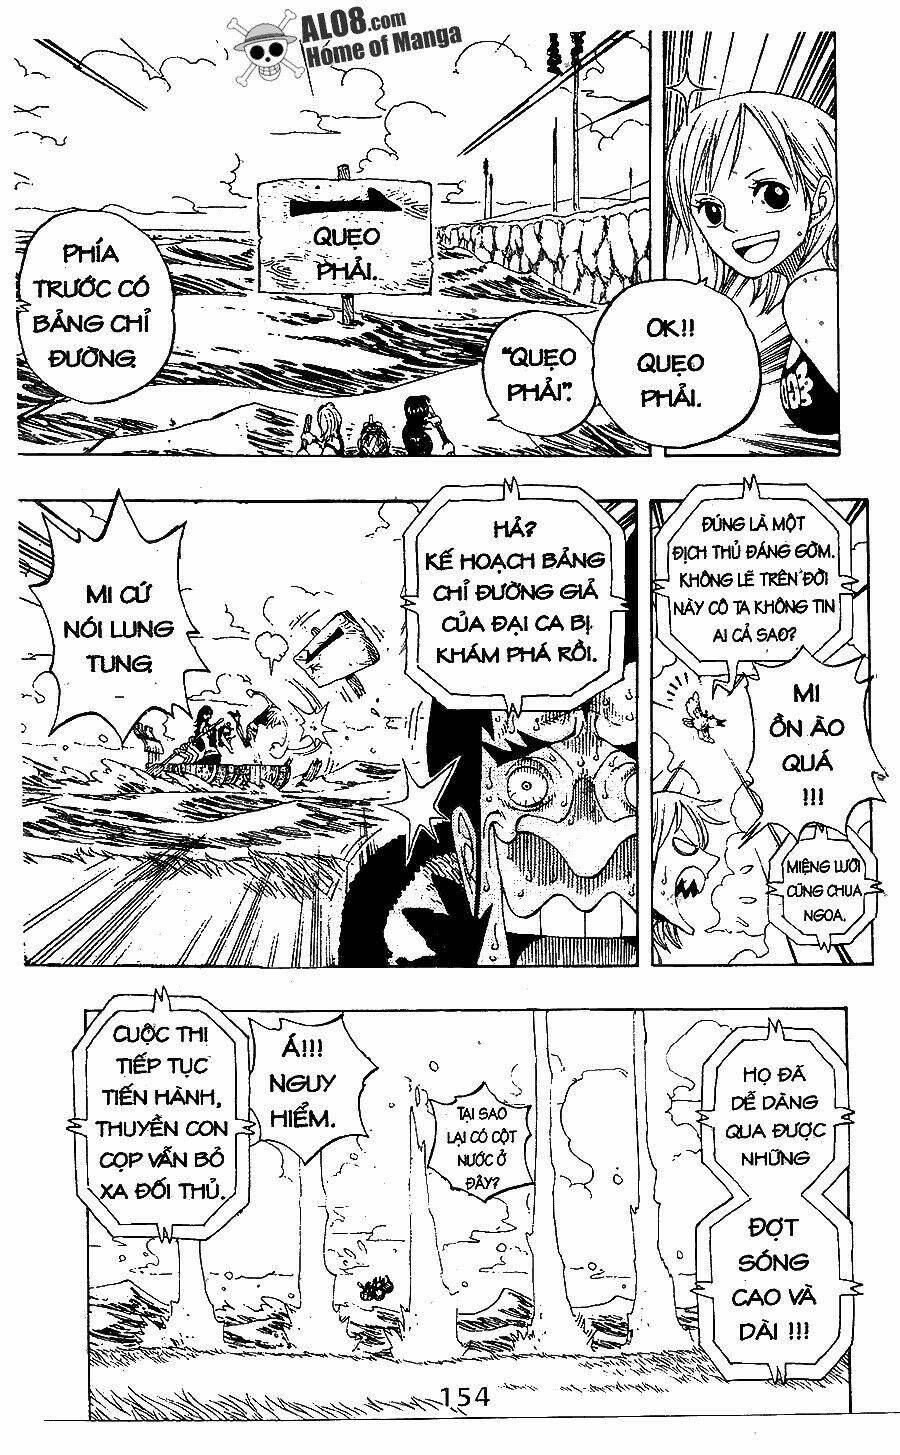 ALO8.com
Home of Manga
PHÍA
TRƯỚC CÓ
BẢNG CHỈ
ĐƯỜNG.
QUẸO
PHẢI.
"QUẸO
PHẢI".
OK!!
QUẸO
PHẢI.
03
MI CỨ
NÓI LUNG
TUNG
HẢ?
KẾ HOẠCH BẢNG
CHỈ ĐƯỜNG GIẢ
CỦA ĐẠI CA BỊ
KHÁM PHÁ RỒI.
ĐÚNG LÀ MỘT
ĐỊCH THỦ ĐÁNG GỜM.
KHÔNG LẼ TRÊN ĐỜI
NÀY CÔ TA KHÔNG TIN
AI CẢ SAO?
MI
ỒN ÀO
QUÁ
!!!
MIỆNG LƯỠI
CŨNG CHUA
NGOA.
CUỘC THI
TIẾP TỤC
TIẾN HÀNH,
THUYỀN CON
CỌP VẪN BỎ
XA ĐỐI THỦ.
Á!!!
NGUY
HIỂM.
TẠI SAO
LẠI CÓ CỘT
NƯỚC Ở
ĐÂY?
HỌ ĐÃ
DỄ DÀNG
QUA ĐƯỢC
NHỮNG
ĐỢT
SÓNG
CAO VÀ
DÀI !!!
154